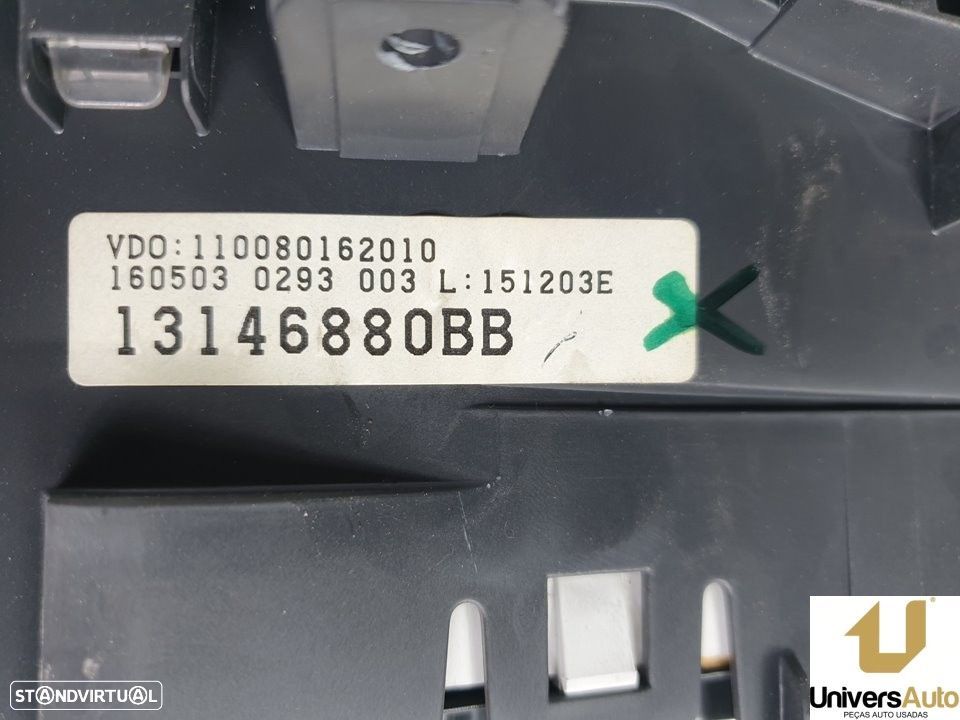 VDO:110080162010
160503 0293 003 L:151203E
13146880BB
STANDVIRTUAL
UniversAuto
PEÇAS AUTO USADAS